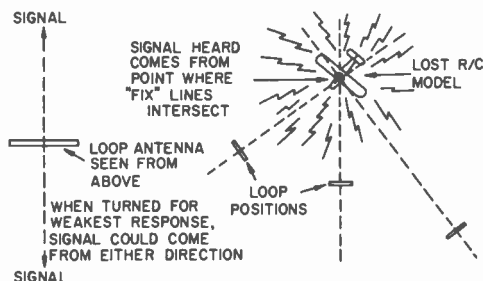 SIGNAL
SIGNAL HEARD
COMES FROM
POINT WHERE
"FIX" LINES
INTERSECT
LOST R/C
MODEL
LOOP ANTENNA
SEEN FROM
ABOVE
LOOP
POSITIONS
WHEN TURNED FOR
WEAKEST RESPONSE,
SIGNAL COULD COME
FROM EITHER DIRECTION
SIGNAL